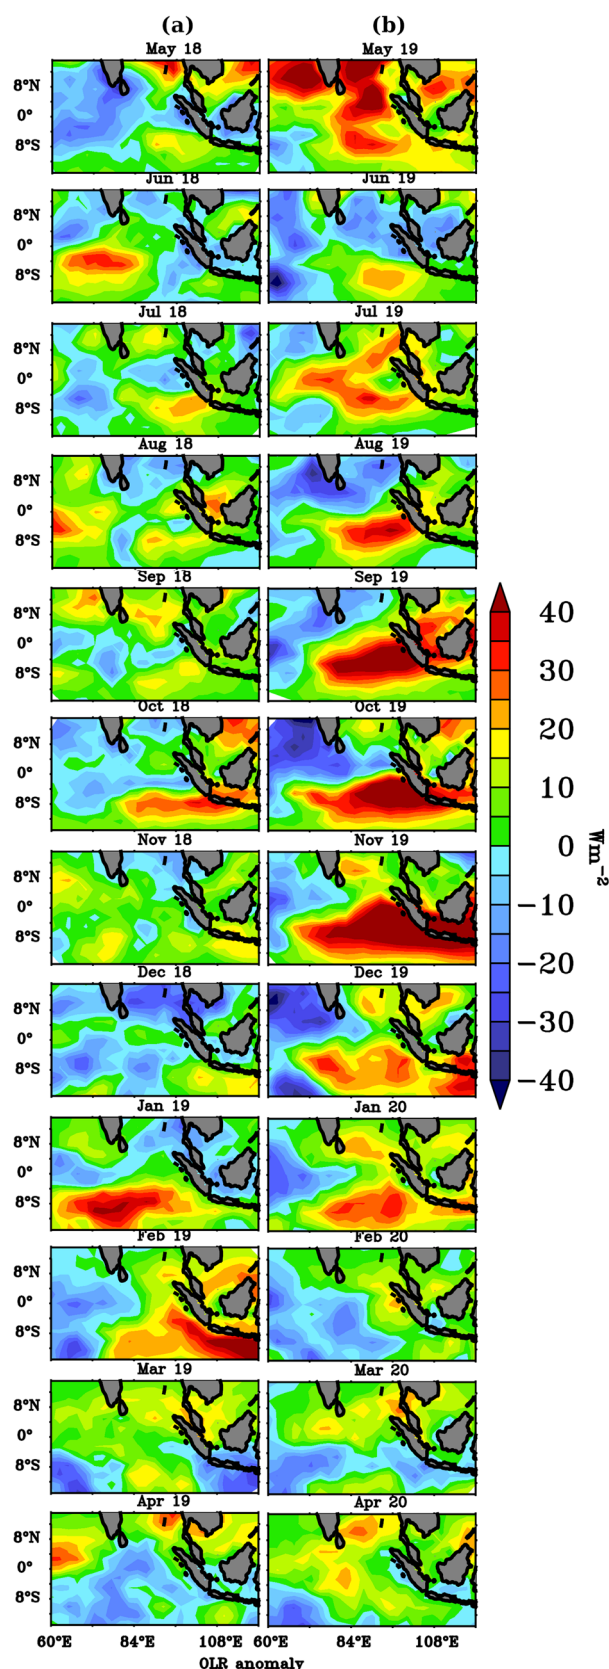 (a) (b)
May 18 May 19
8°N
0°
8°S
Jun 18 Jun 19
8°N
0°
8°S
Jul 18 Jul 19
8°N
0°
8°S
Aug 18 Aug 19
8°N
0°
8°S
Sep 18 Sep 19
8°N
0°
8°S
Oct 18 Oct 19
8°N
0°
8°S
Nov 18 Nov 19
8°N
0°
8°S
Dec 18 Dec 19
8°N
0°
8°S
Jan 19 Jan 20
8°N
0°
8°S
Feb 19 Feb 20
8°N
0°
8°S
Mar 19 Mar 20
8°N
0°
8°S
Apr 19 Apr 20
8°N
0°
8°S
60°E 84°E 108°E 60°E 84°E 108°E
OLR anomaly
40
30
20
10
0
−10
−20
−30
−40
Wm⁻²